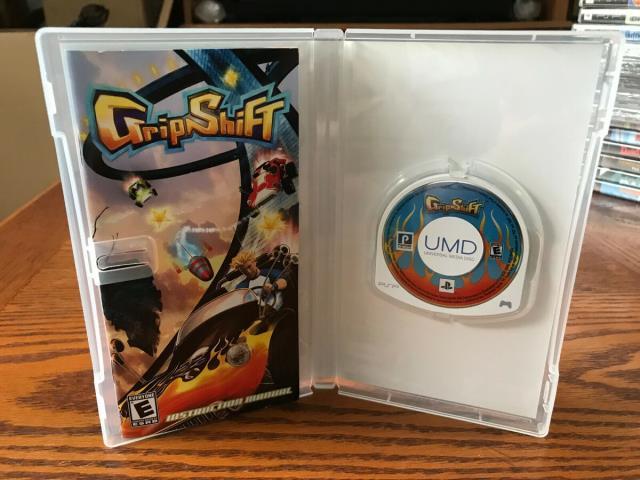 GripShift
EVERYONE
E
ESRB
INSTRUCTION MANUAL
GripShift
P
UMD
UNIVERSAL MEDIA DISC
E
PSP